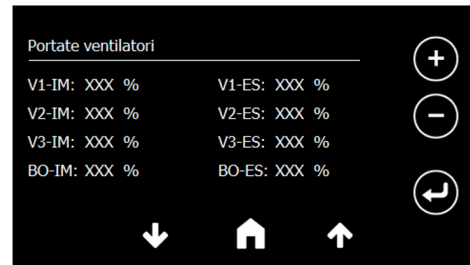 Portate ventilatori
V1-IM: XXX % V1-ES: XXX %
V2-IM: XXX % V2-ES: XXX %
V3-IM: XXX % V3-ES: XXX %
BO-IM: XXX % BO-ES: XXX %